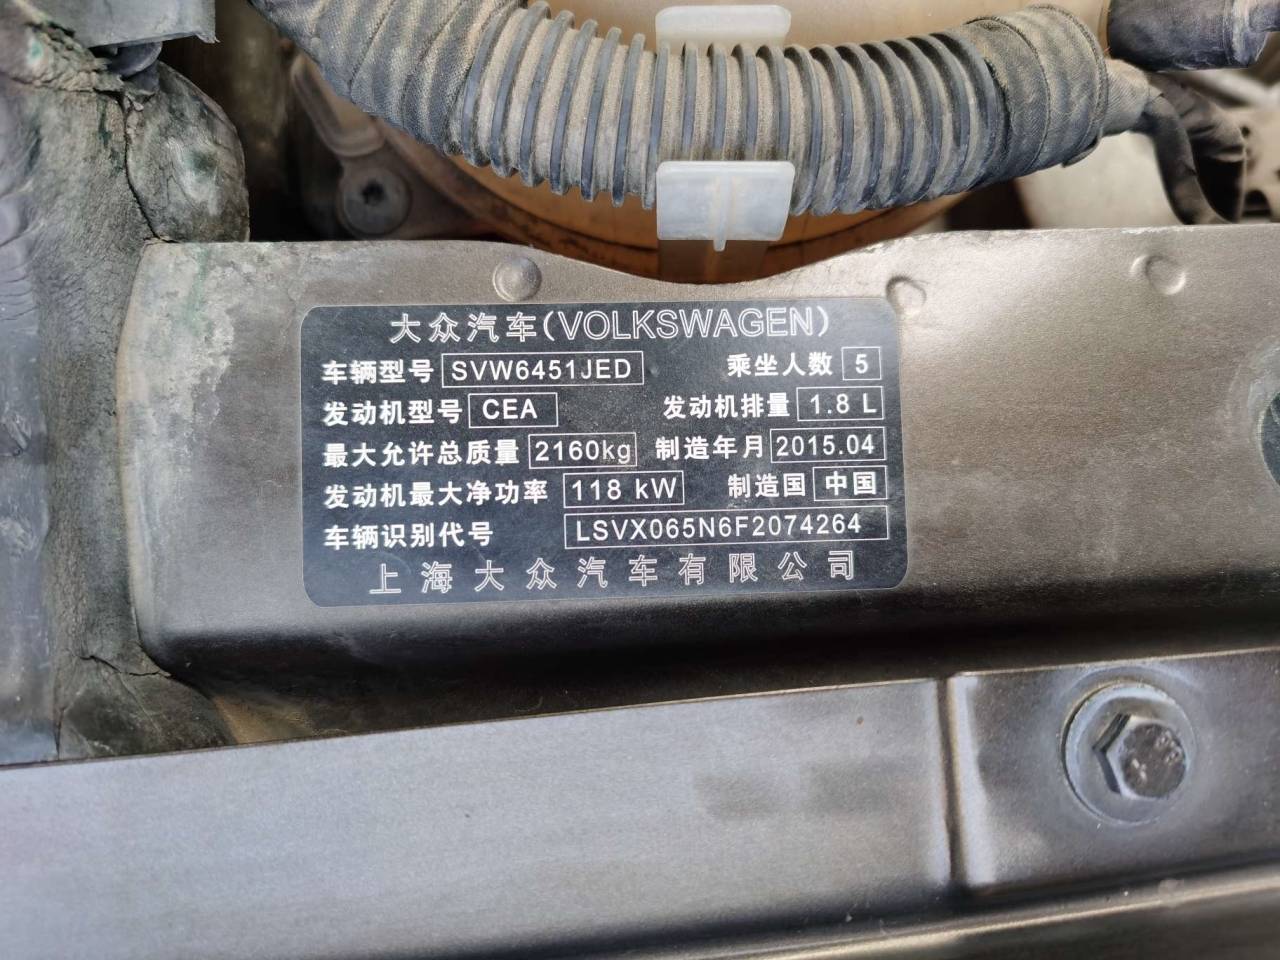 大众汽车(VOLKSWAGEN)
车辆型号 SVW6451JED 乘坐人数 5
发动机型号 CEA 发动机排量 1.8 L
最大允许总质量 2160kg 制造年月 2015.04
发动机最大净功率 118 kW 制造国 中国
车辆识别代号 LSVX065N6F2074264
上海大众汽车有限公司